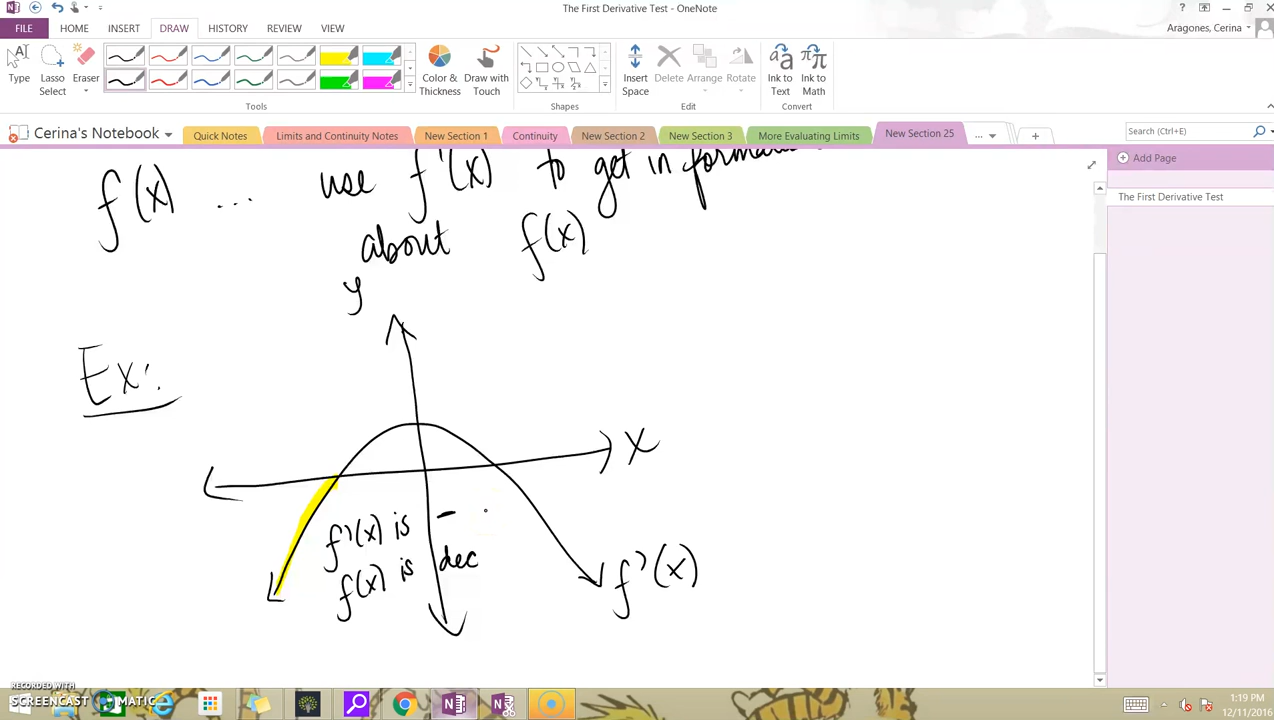 The First Derivative Test - OneNote
Aragones, Cerina
FILE HOME INSERT DRAW HISTORY REVIEW VIEW
Type
Lasso Select
Eraser
Color & Thickness
Draw with Touch
Insert Space
Delete
Arrange
Rotate
Ink to Text
Ink to Math
Tools
Shapes
Edit
Convert
Cerina's Notebook
Quick Notes
Limits and Continuity Notes
New Section 1
Continuity
New Section 2
New Section 3
More Evaluating Limits
New Section 25
...
Search (Ctrl+E)
Add Page
The First Derivative Test
f(x) ... use f'(x) to get in
about f(x)
y
Ex:
x
f'(x) is -
f(x) is dec
f'(x)
RECORDED WITH
SCREENCAST MATIC
1:19 PM
12/11/2016